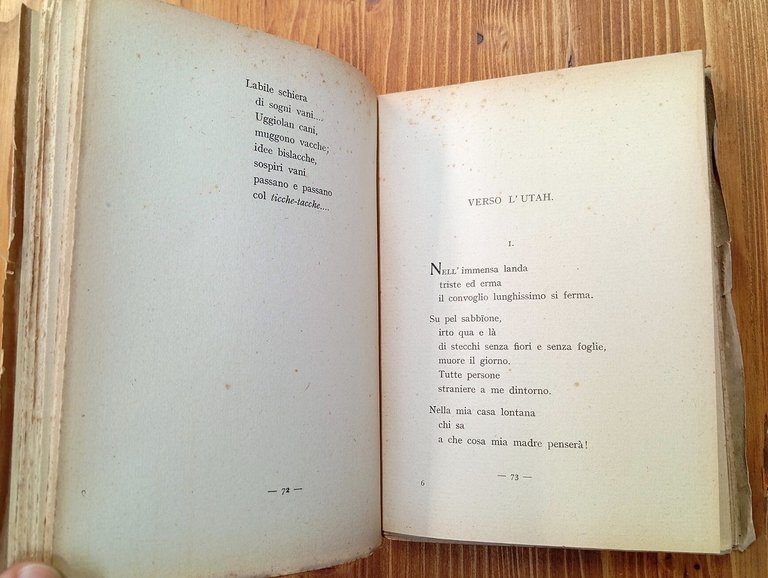 Labile schiera
di sogni vani....
Uggiolan cani,
muggono vacche;
idee bislacche,
sospiri vani
passano e passano
col ticche-tacche....
— 72 —
VERSO L'UTAH.
I.
NELL'immensa landa
triste ed erma
il convoglio lunghissimo si ferma.
Su pel sabbïone,
irto qua e là
di stecchi senza fiori e senza foglie,
muore il giorno.
Tutte persone
straniere a me dintorno.
Nella mia casa lontana
chi sa
a che cosa mia madre penserà!
— 73 —
6